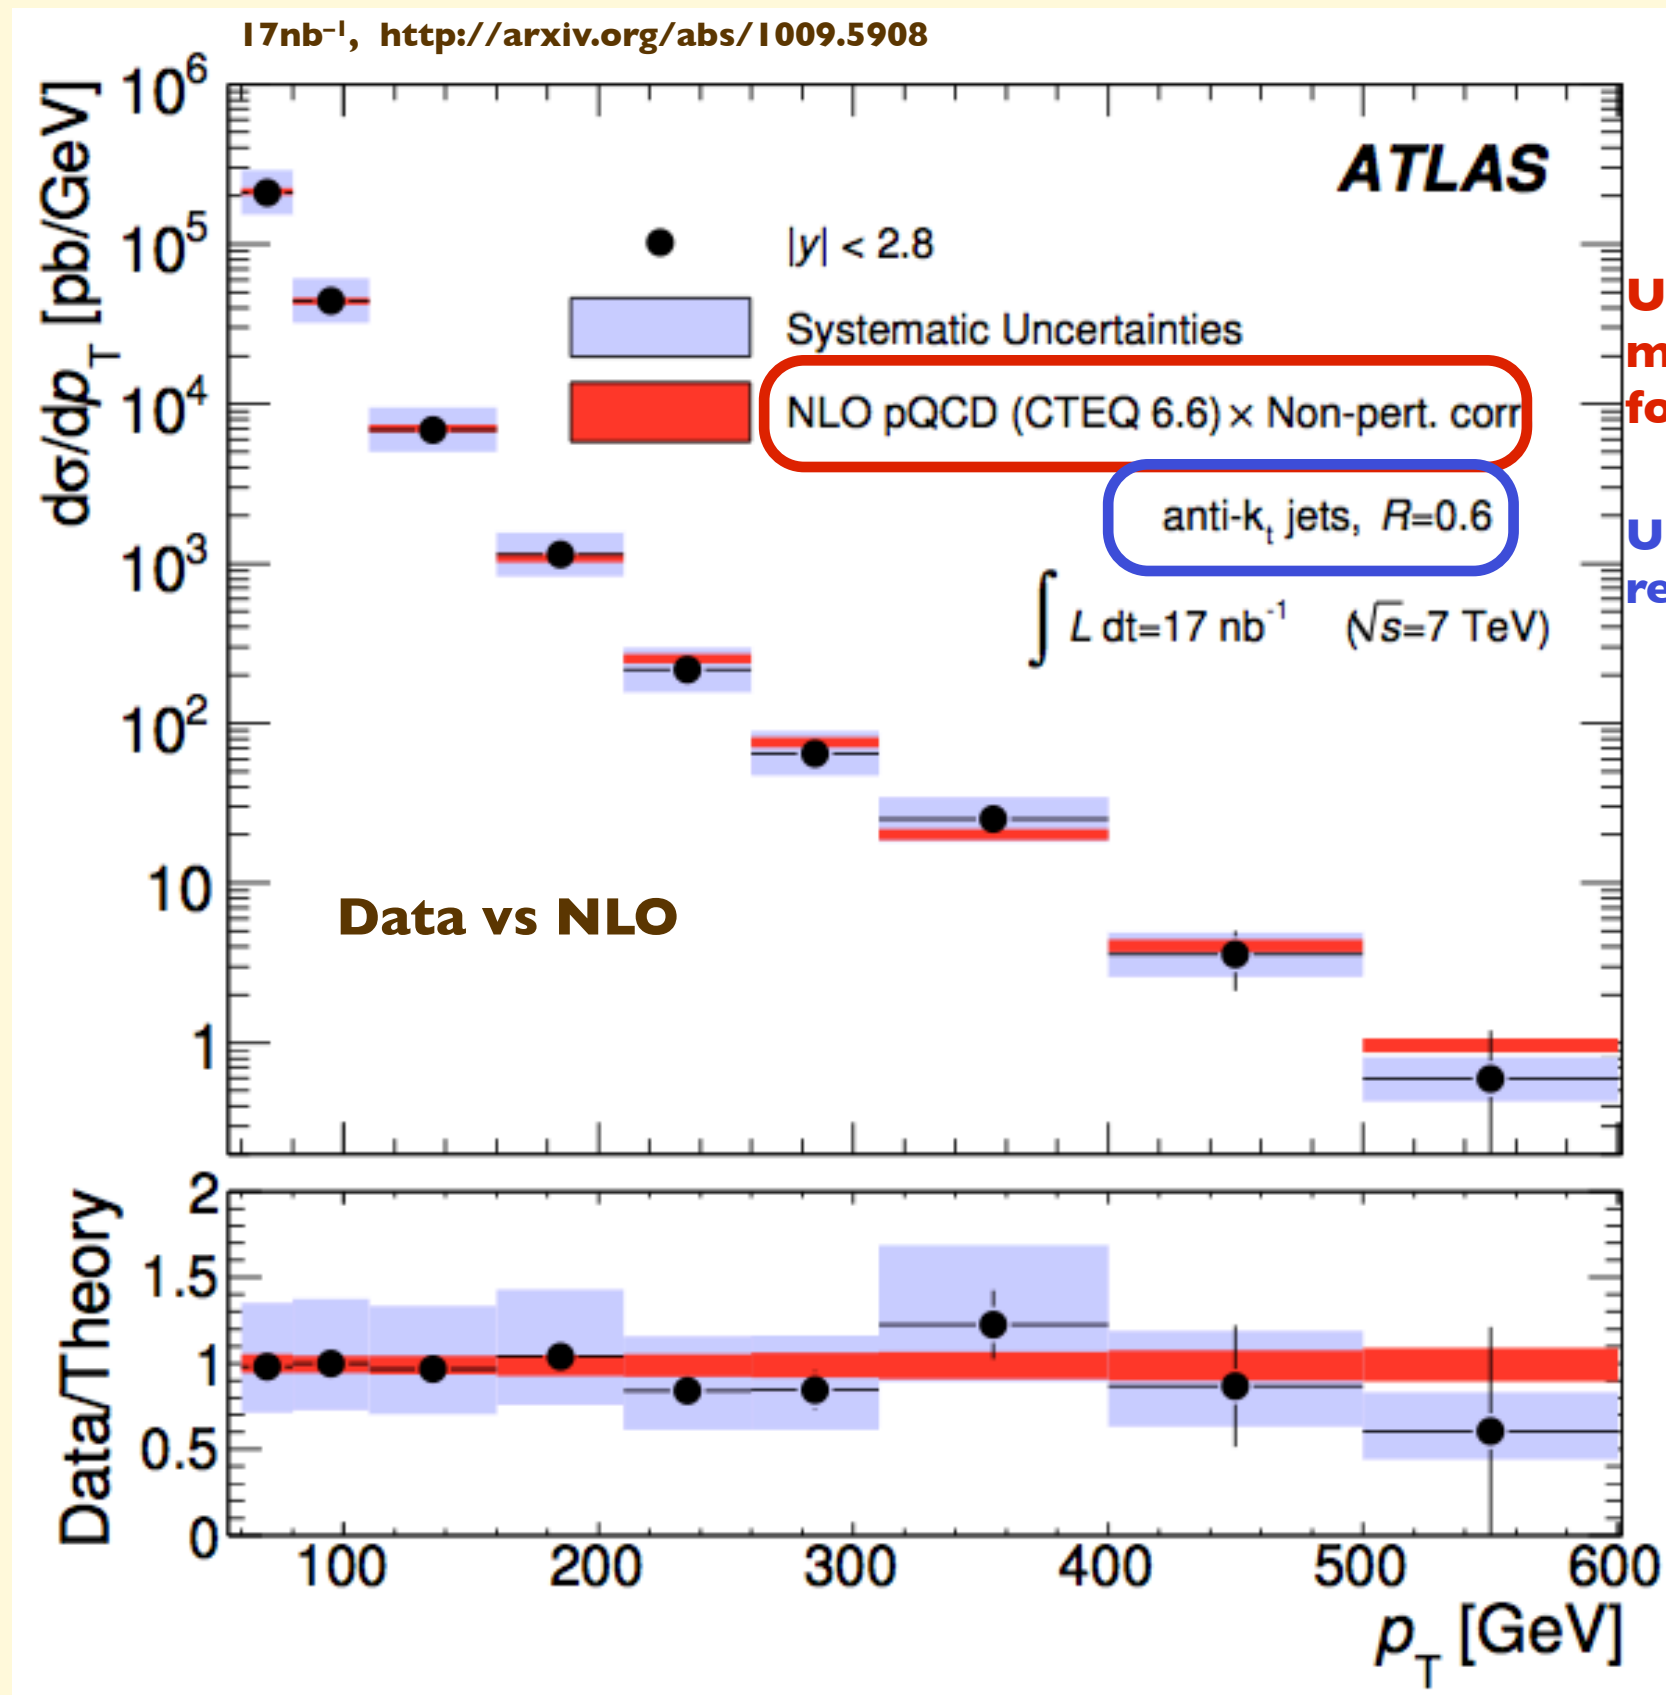 17nb⁻¹, http://arxiv.org/abs/1009.5908
dσ/dp_T [pb/GeV]
10⁶
10⁵
10⁴
10³
10²
10
1
ATLAS
|y| < 2.8
Systematic Uncertainties
NLO pQCD (CTEQ 6.6) × Non-pert. corr
anti-k_t jets, R=0.6
∫ L dt=17 nb⁻¹ (√s=7 TeV)
Data vs NLO
U
m
fo
U
re
Data/Theory
2
1.5
1
0.5
0
100 200 300 400 500 600
p_T [GeV]